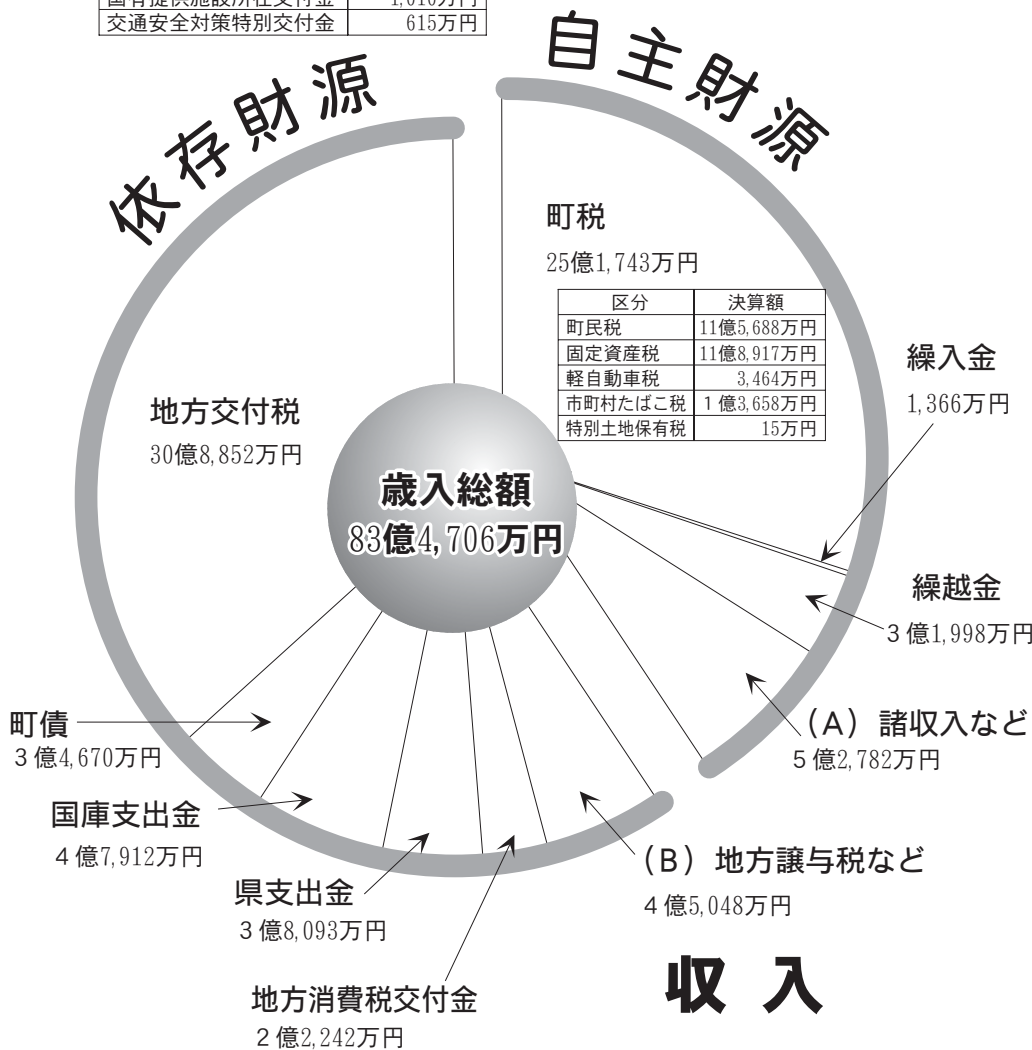 交通安全対策特別交付金 615万円
依存財源
自主財源
町税
25億1,743万円
区分 決算額
町民税 11億5,688万円
固定資産税 11億8,917万円
軽自動車税 3,464万円
市町村たばこ税 1億3,658万円
特別土地保有税 15万円
繰入金
1,366万円
地方交付税
30億8,852万円
歳入総額
83億4,706万円
繰越金
3億1,998万円
(A) 諸収入など
5億2,782万円
町債
3億4,670万円
国庫支出金
4億7,912万円
(B) 地方譲与税など
4億5,048万円
県支出金
3億8,093万円
地方消費税交付金
2億2,242万円
収入